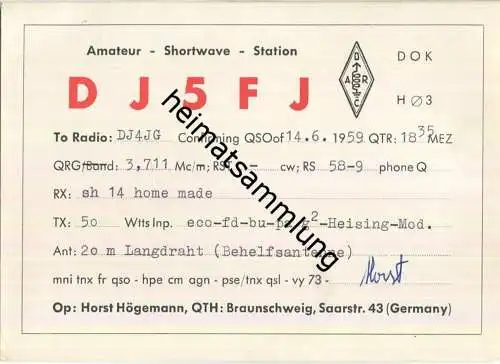 Amateur - Shortwave - Station
DOK
DJ5FJ
D A R C
HØ3
To Radio: DJ4JG Confirming QSO of 14.6. 1959 QTR: 18 35 MEZ
QRG/Band: 3,711 Mc/m; RST - cw; RS 58-9 phone Q
RX: sh 14 home made
TX: 50 Wtts Inp. eco-fd-bu-pa g2-Heising-Mod.
Ant: 20 m Langdraht (Behelfsantenne)
mni tnx fr qso - hpe cm agn - pse/tnx qsl - vy 73 - Horst
Op: Horst Högemann, QTH: Braunschweig, Saarstr. 43 (Germany)
heimatsammlung